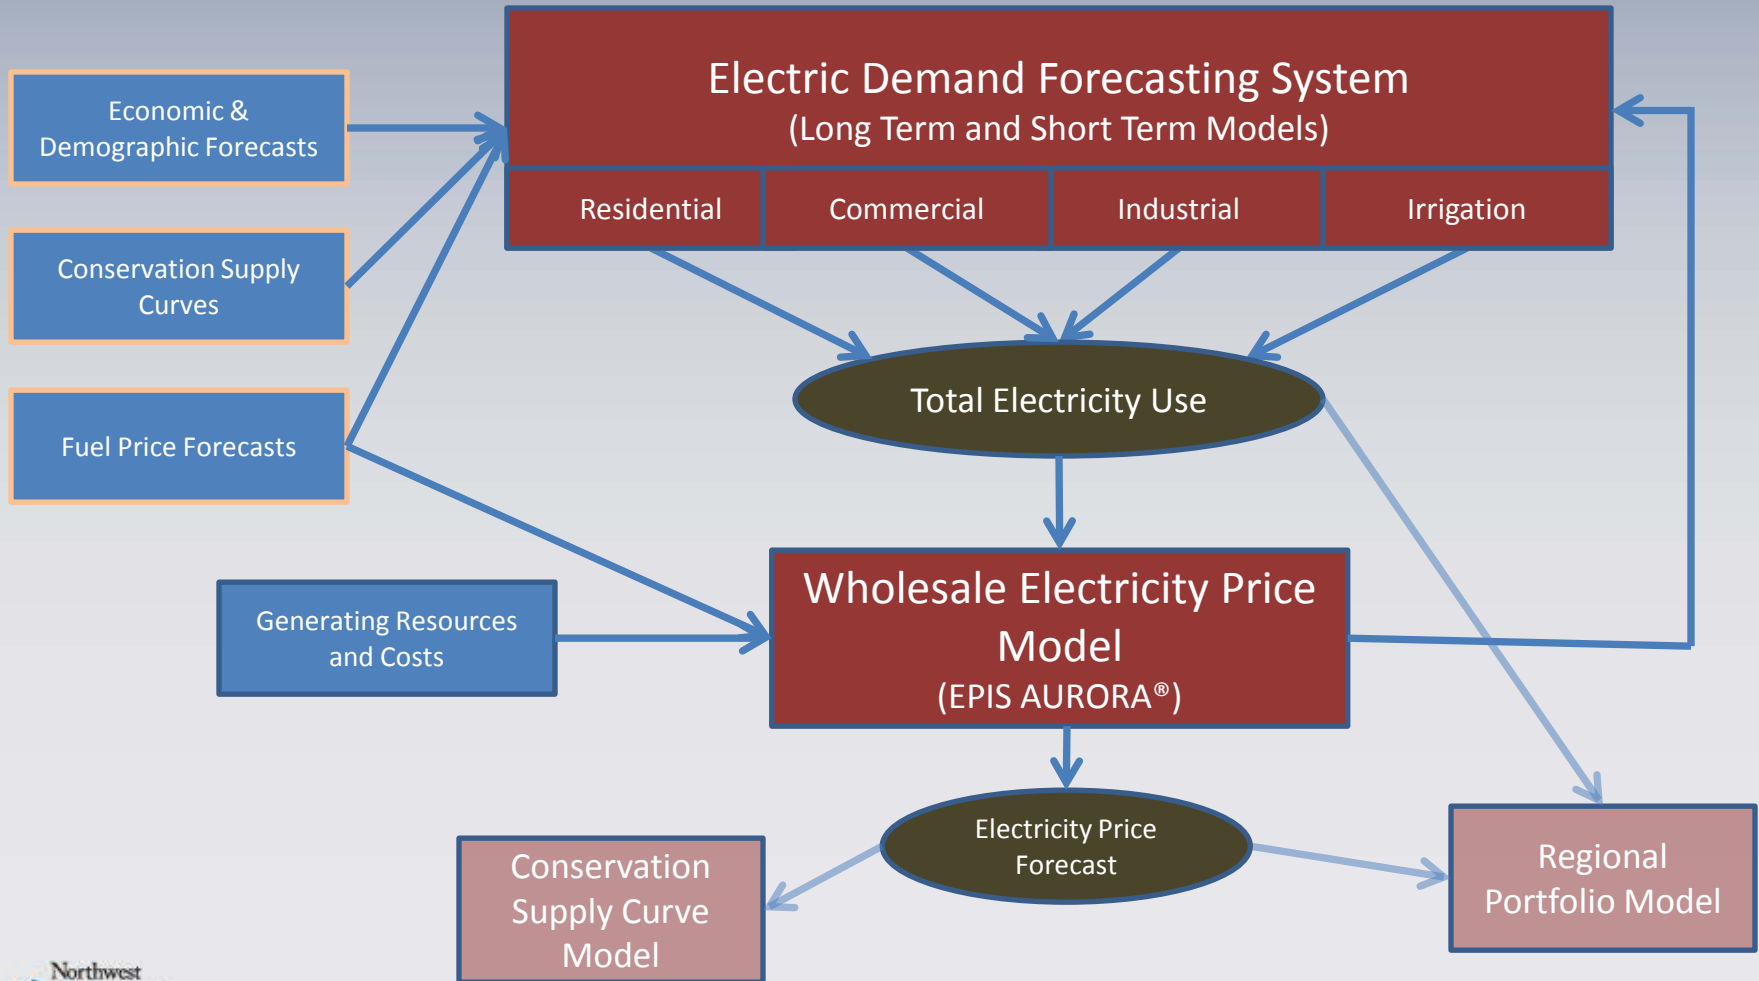 Electric Demand Forecasting System
(Long Term and Short Term Models)
Residential
Commercial
Industrial
Irrigation
Economic &
Demographic Forecasts
Conservation Supply
Curves
Fuel Price Forecasts
Total Electricity Use
Generating Resources
and Costs
Wholesale Electricity Price
Model
(EPIS AURORA®)
Electricity Price
Forecast
Conservation
Supply Curve
Model
Regional
Portfolio Model
Northwest